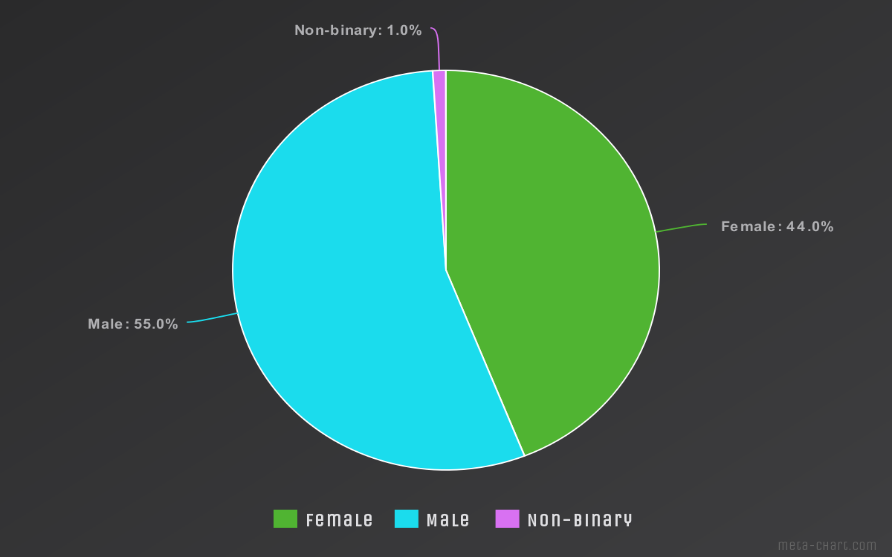 Non-binary: 1.0%
Female: 44.0%
Male: 55.0%
Female Male Non-Binary
meta-chart.com